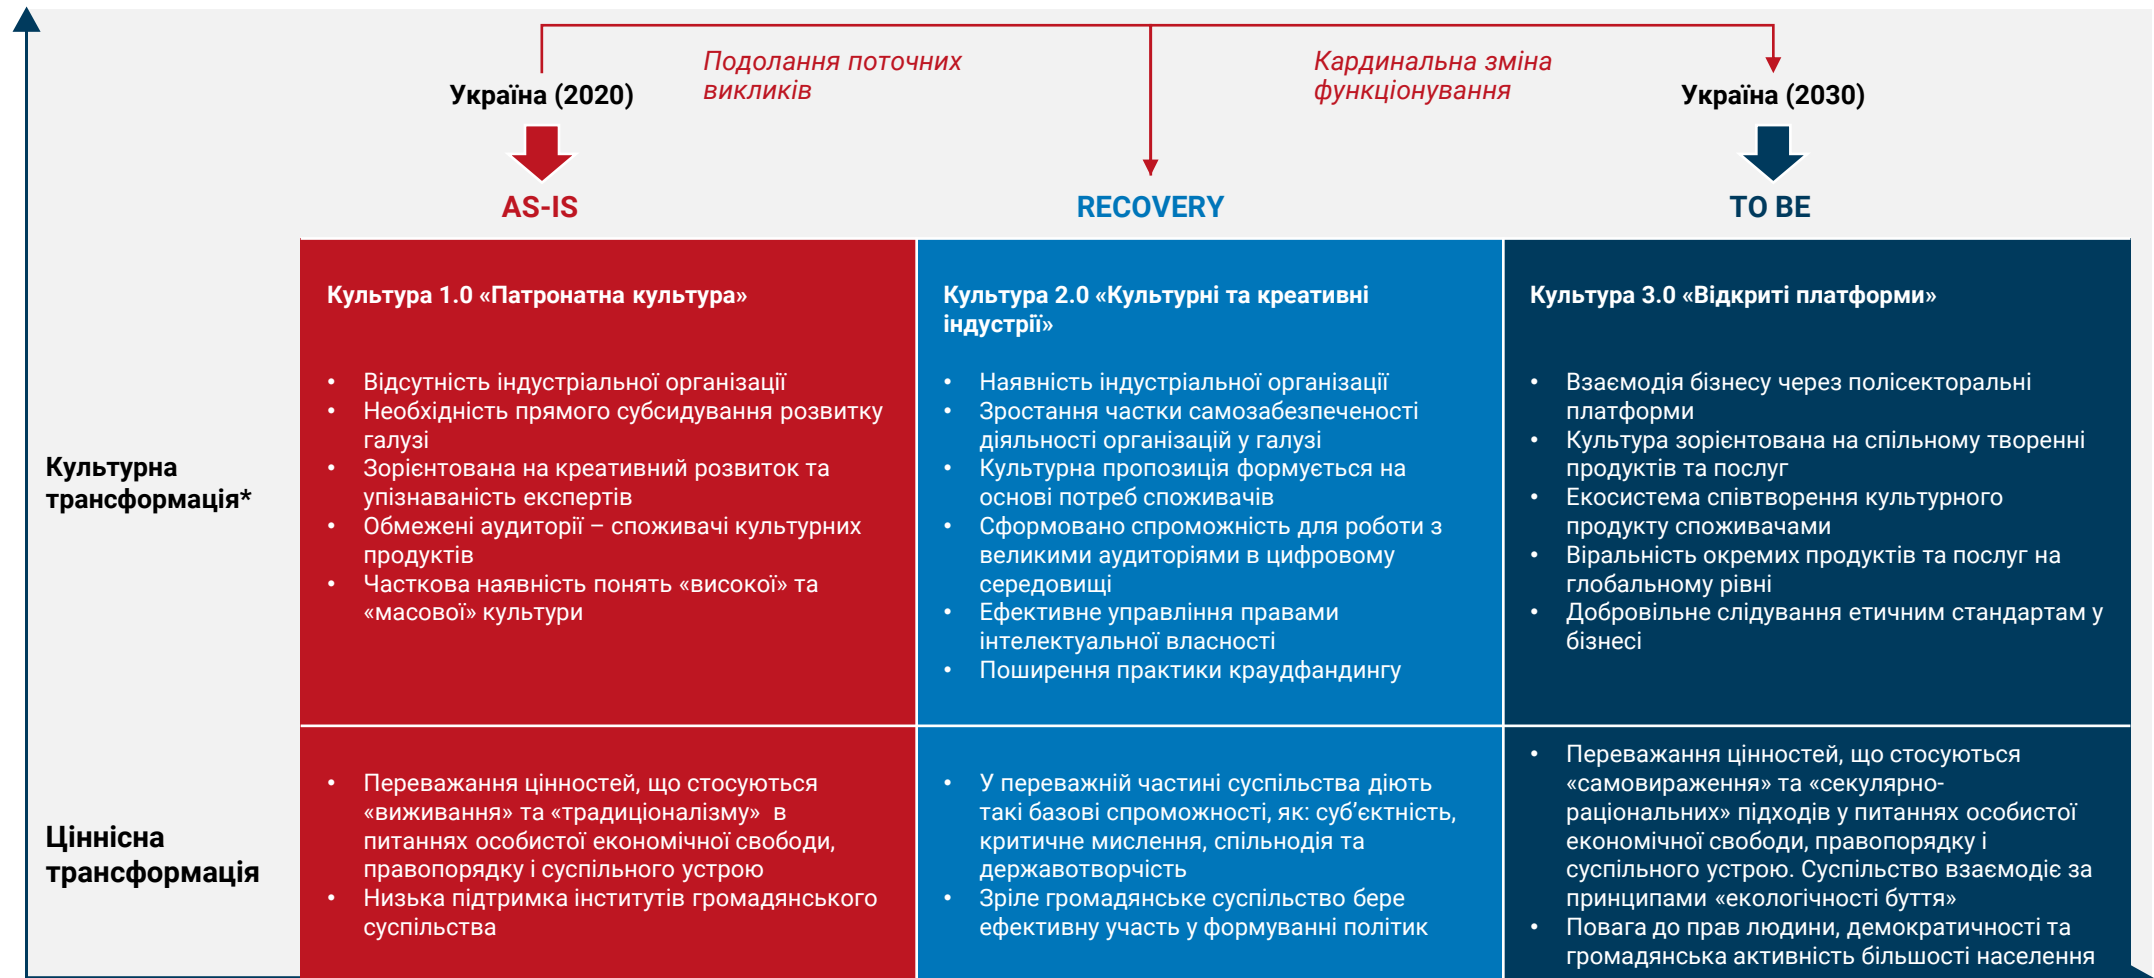 Подолання поточних
викликів
Кардинальна зміна
функціонування
Україна (2020)
Україна (2030)
AS-IS
RECOVERY
TO BE
Культурна
трансформація*
Культура 1.0 «Патронатна культура»
• Відсутність індустріальної організації
• Необхідність прямого субсидування розвитку
галузі
• Зорієнтована на креативний розвиток та
упізнаваність експертів
• Обмежені аудиторії – споживачі культурних
продуктів
• Часткова наявність понять «високої» та
«масової» культури
Культура 2.0 «Культурні та креативні
індустрії»
• Наявність індустріальної організації
• Зростання частки самозабезпеченості
діяльності організацій у галузі
• Культурна пропозиція формується на
основі потреб споживачів
• Сформовано спроможність для роботи з
великими аудиторіями в цифровому
середовищі
• Ефективне управління правами
інтелектуальної власності
• Поширення практики краудфандингу
Культура 3.0 «Відкриті платформи»
• Взаємодія бізнесу через полісекторальні
платформи
• Культура зорієнтована на спільному творенні
продуктів та послуг
• Екосистема співтворення культурного
продукту споживачами
• Віральність окремих продуктів та послуг на
глобальному рівні
• Добровільне слідування етичним стандартам у
бізнесі
Ціннісна
трансформація
• Переважання цінностей, що стосуються
«виживання» та «традиціоналізму» в
питаннях особистої економічної свободи,
правопорядку і суспільного устрою
• Низька підтримка інститутів громадянського
суспільства
• У переважній частині суспільства діють
такі базові спроможності, як: суб’єктність,
критичне мислення, спільнодія та
державотворчість
• Зріле громадянське суспільство бере
ефективну участь у формуванні політик
• Переважання цінностей, що стосуються
«самовираження» та «секулярно-
раціональних» підходів у питаннях особистої
економічної свободи, правопорядку і
суспільного устрою. Суспільство взаємодіє за
принципами «екологічності буття»
• Повага до прав людини, демократичності та
громадянська активність більшості населення